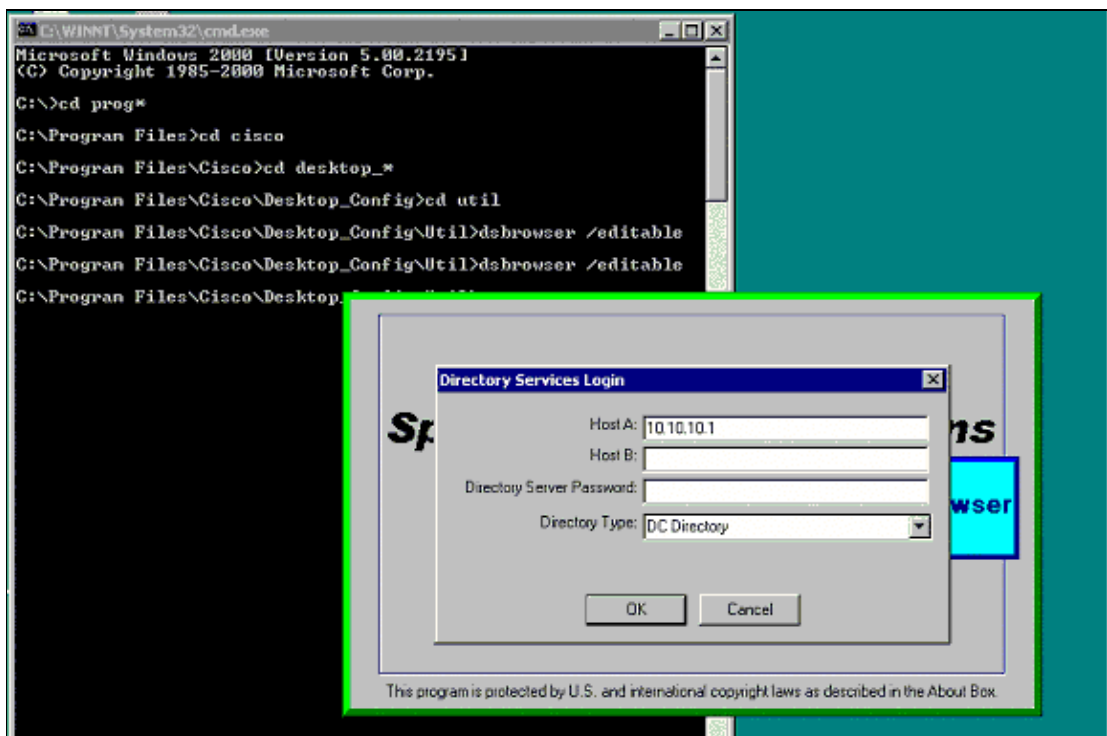 C:\WINNT\System32\cmd.exe
Microsoft Windows 2000 [Version 5.00.2195]
(C) Copyright 1985-2000 Microsoft Corp.
C:\>cd prog*
C:\Program Files>cd cisco
C:\Program Files\Cisco>cd desktop_*
C:\Program Files\Cisco\Desktop_Config>cd util
C:\Program Files\Cisco\Desktop_Config\Util>dsbrowser /editable
C:\Program Files\Cisco\Desktop_Config\Util>dsbrowser /editable
C:\Program Files\Cisco\Desktop_
Directory Services Login
Host A: 10.10.10.1
Host B:
Directory Server Password:
Directory Type: DC Directory
OK Cancel
This program is protected by U.S. and international copyright laws as described in the About Box.